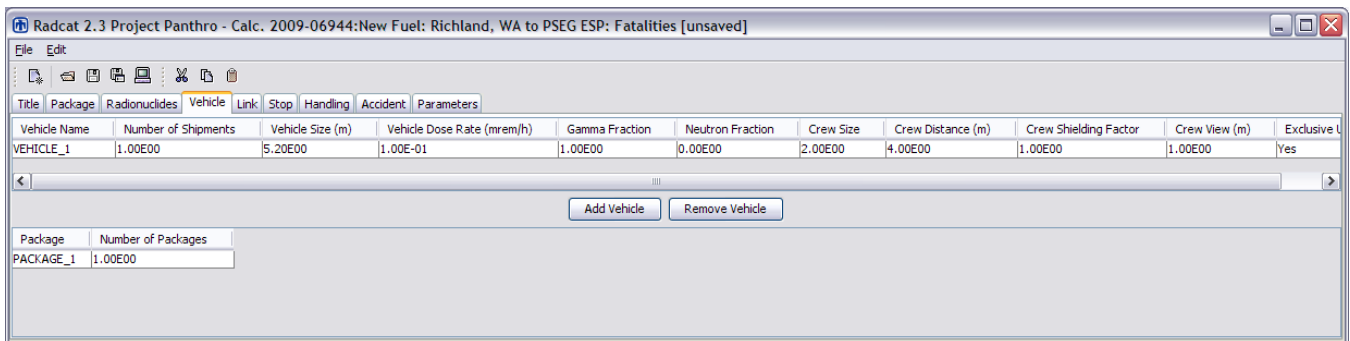 Radcat 2.3 Project Panthro - Calc. 2009-06944:New Fuel: Richland, WA to PSEG ESP: Fatalities [unsaved]
File Edit
Title Package Radionuclides Vehicle Link Stop Handling Accident Parameters
Vehicle Name Number of Shipments Vehicle Size (m) Vehicle Dose Rate (mrem/h) Gamma Fraction Neutron Fraction Crew Size Crew Distance (m) Crew Shielding Factor Crew View (m) Exclusive U
VEHICLE_1 1.00E00 5.20E00 1.00E-01 1.00E00 0.00E00 2.00E00 4.00E00 1.00E00 1.00E00 Yes
Add Vehicle Remove Vehicle
Package Number of Packages
PACKAGE_1 1.00E00